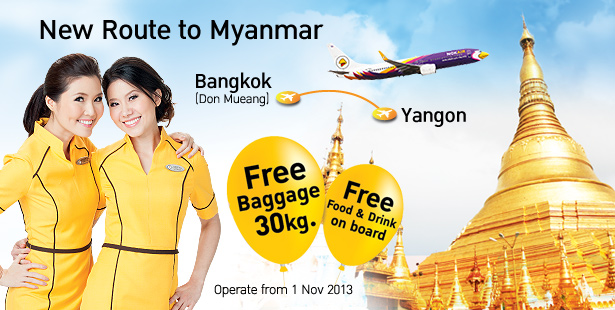 New Route to Myanmar
Bangkok
(Don Mueang)
Yangon
Free
Baggage
30kg.
Free
Food & Drink
on board
Operate from 1 Nov 2013